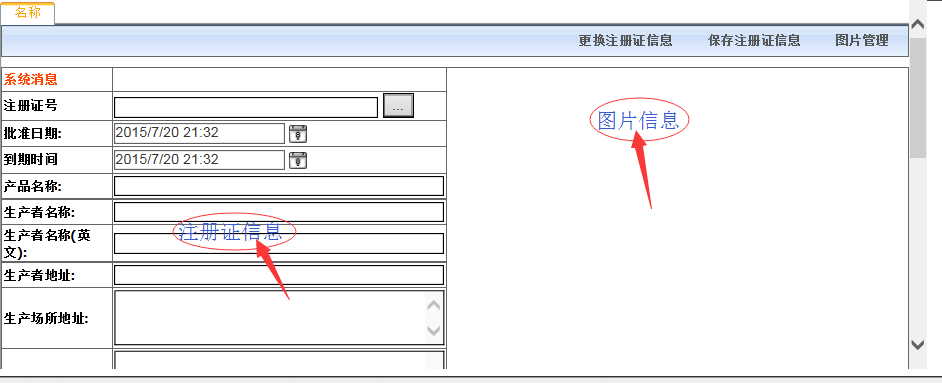 名称
更换注册证信息 保存注册证信息 图片管理
系统消息
注册证号 ...
批准日期: 2015/7/20 21:32
到期时间 2015/7/20 21:32
产品名称:
生产者名称:
注册证信息
生产者名称(英
文):
生产者地址:
生产场所地址:
图片信息